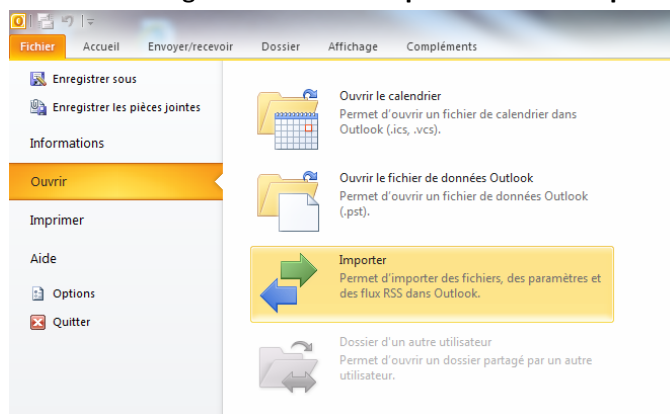 Fichier Accueil Envoyer/recevoir Dossier Affichage Compléments
Enregistrer sous
Enregistrer les pièces jointes
Informations
Ouvrir
Imprimer
Aide
Options
Quitter
Ouvrir le calendrier
Permet d'ouvrir un fichier de calendrier dans
Outlook (.ics, .vcs).
Ouvrir le fichier de données Outlook
Permet d'ouvrir un fichier de données Outlook
(.pst).
Importer
Permet d'importer des fichiers, des paramètres et
des flux RSS dans Outlook.
Dossier d'un autre utilisateur
Permet d'ouvrir un dossier partagé par un autre
utilisateur.